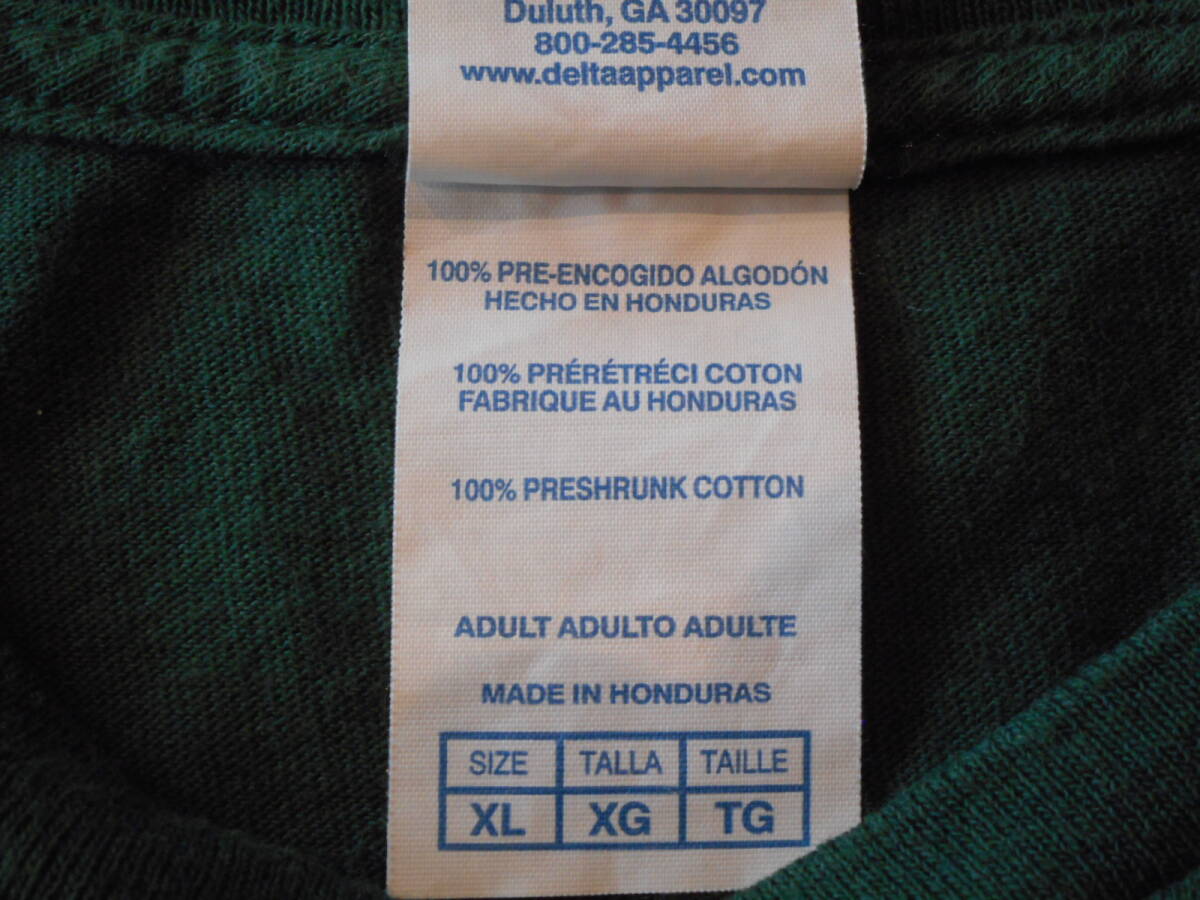 Duluth, GA 30097
800-285-4456
www.deltaapparel.com
100% PRE-ENCOGIDO ALGODÓN
HECHO EN HONDURAS
100% PRÉRÉTRÉCI COTON
FABRIQUE AU HONDURAS
100% PRESHRUNK COTTON
ADULT ADULTO ADULTE
MADE IN HONDURAS
SIZE TALLA TAILLE
XL XG TG